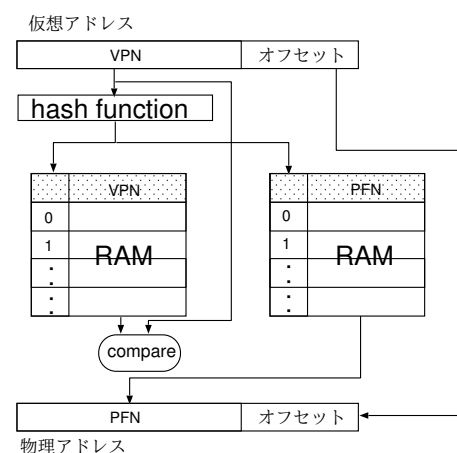 仮想アドレス
VPN オフセット
hash function
VPN PFN
0 0
1 1
RAM RAM
: :
: :
compare
PFN オフセット
物理アドレス